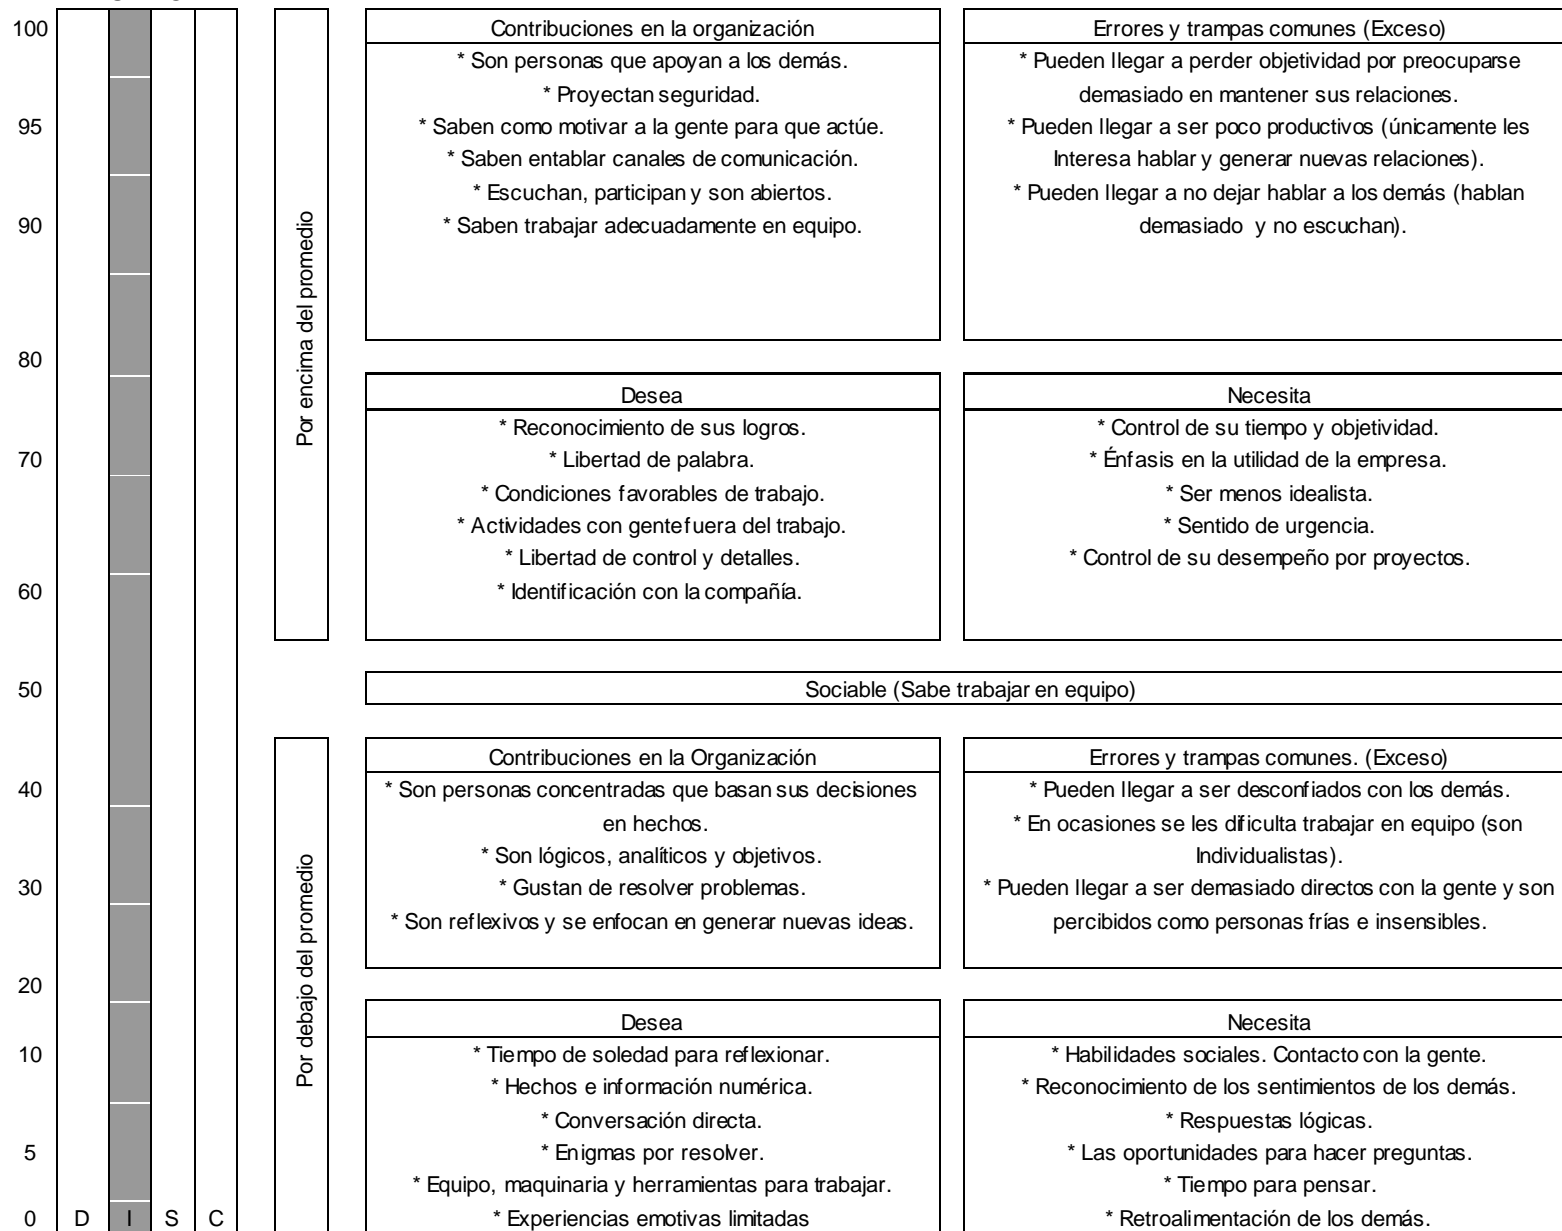 100
95
90
80
70
60
50
40
30
20
10
5
0
D I S C
Por encima del promedio
Contribuciones en la organización
* Son personas que apoyan a los demás.
* Proyectan seguridad.
* Saben como motivar a la gente para que actúe.
* Saben entablar canales de comunicación.
* Escuchan, participan y son abiertos.
* Saben trabajar adecuadamente en equipo.
Errores y trampas comunes (Exceso)
* Pueden llegar a perder objetividad por preocuparse
demasiado en mantener sus relaciones.
* Pueden llegar a ser poco productivos (únicamente les
Interesa hablar y generar nuevas relaciones).
* Pueden llegar a no dejar hablar a los demás (hablan
demasiado y no escuchan).
Desea
* Reconocimiento de sus logros.
* Libertad de palabra.
* Condiciones favorables de trabajo.
* Actividades con gente fuera del trabajo.
* Libertad de control y detalles.
* Identificación con la compañía.
Necesita
* Control de su tiempo y objetividad.
* Énfasis en la utilidad de la empresa.
* Ser menos idealista.
* Sentido de urgencia.
* Control de su desempeño por proyectos.
Sociable (Sabe trabajar en equipo)
Por debajo del promedio
Contribuciones en la Organización
* Son personas concentradas que basan sus decisiones
en hechos.
* Son lógicos, analíticos y objetivos.
* Gustan de resolver problemas.
* Son reflexivos y se enfocan en generar nuevas ideas.
Errores y trampas comunes. (Exceso)
* Pueden llegar a ser desconfiados con los demás.
* En ocasiones se les dificulta trabajar en equipo (son
Individualistas).
* Pueden llegar a ser demasiado directos con la gente y son
percibidos como personas frías e insensibles.
Desea
* Tiempo de soledad para reflexionar.
* Hechos e información numérica.
* Conversación directa.
* Enigmas por resolver.
* Equipo, maquinaria y herramientas para trabajar.
* Experiencias emotivas limitadas
Necesita
* Habilidades sociales. Contacto con la gente.
* Reconocimiento de los sentimientos de los demás.
* Respuestas lógicas.
* Las oportunidades para hacer preguntas.
* Tiempo para pensar.
* Retroalimentación de los demás.